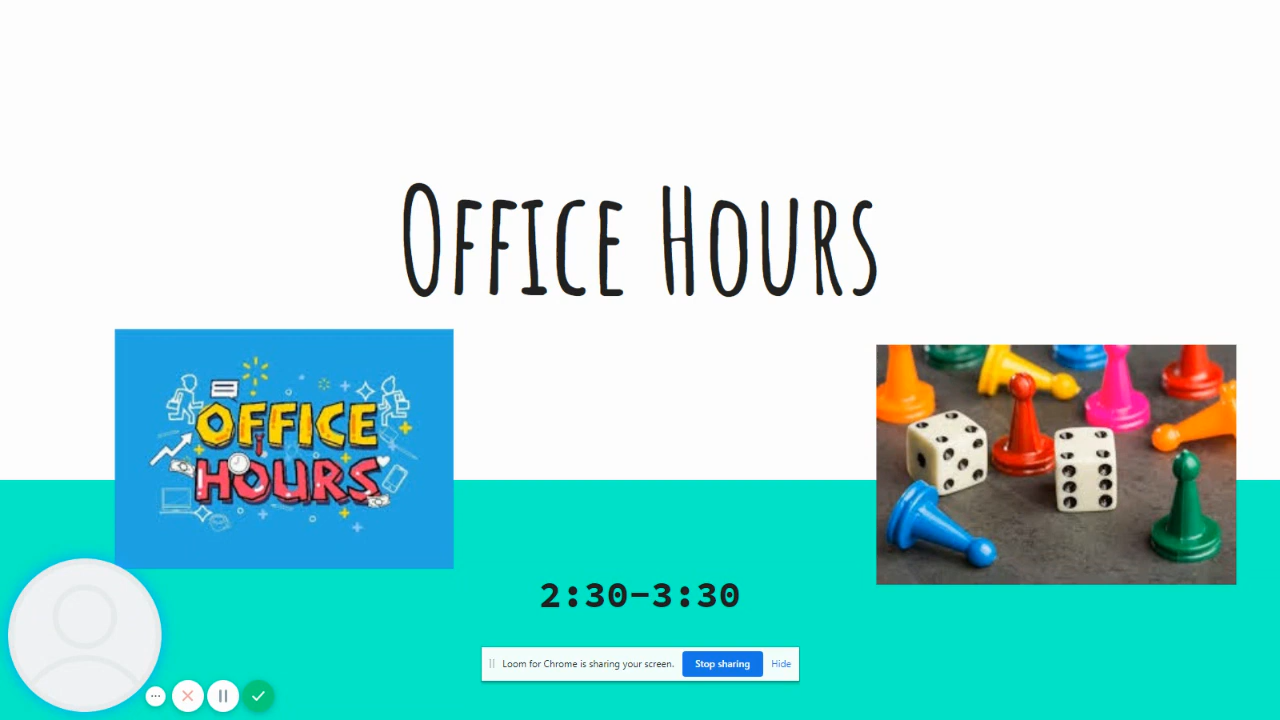 Office Hours
OFFICE
HOURS
2:30-3:30
Loom for Chrome is sharing your screen. Stop sharing Hide